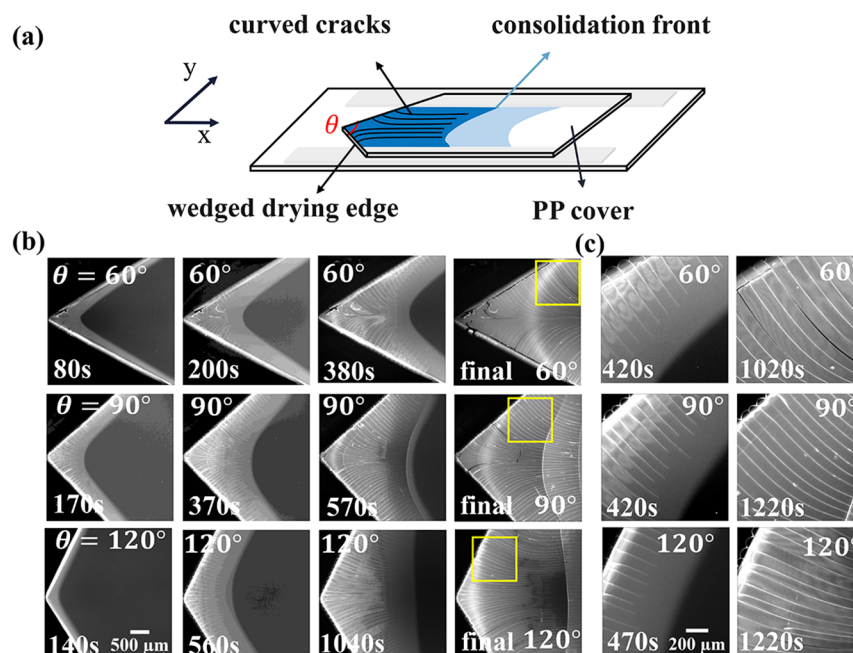 (a)
curved cracks
consolidation front
y
x
θ
wedged drying edge
PP cover
(b)
(c)
θ = 60°
60°
60°
60°
60
80s
200s
380s
final 60°
420s
1020s
90°
90°
90°
90°
90°
170s
370s
570s
final 90°
420s
1220s
θ = 120°
120°
120°
120°
120°
140s
500 μm
560s
1040s
final 120°
470s
200 μm
1220s